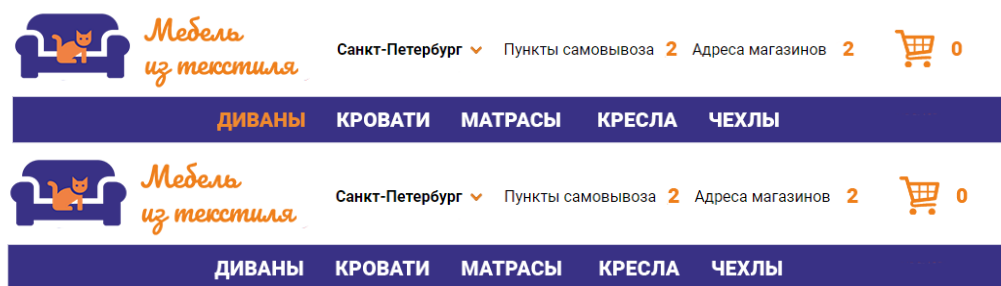 Мебель
из текстиля
Санкт-Петербург Пункты самовывоза 2 Адреса магазинов 2 0
ДИВАНЫ КРОВАТИ МАТРАСЫ КРЕСЛА ЧЕХЛЫ
Мебель
из текстиля
Санкт-Петербург Пункты самовывоза 2 Адреса магазинов 2 0
ДИВАНЫ КРОВАТИ МАТРАСЫ КРЕСЛА ЧЕХЛЫ